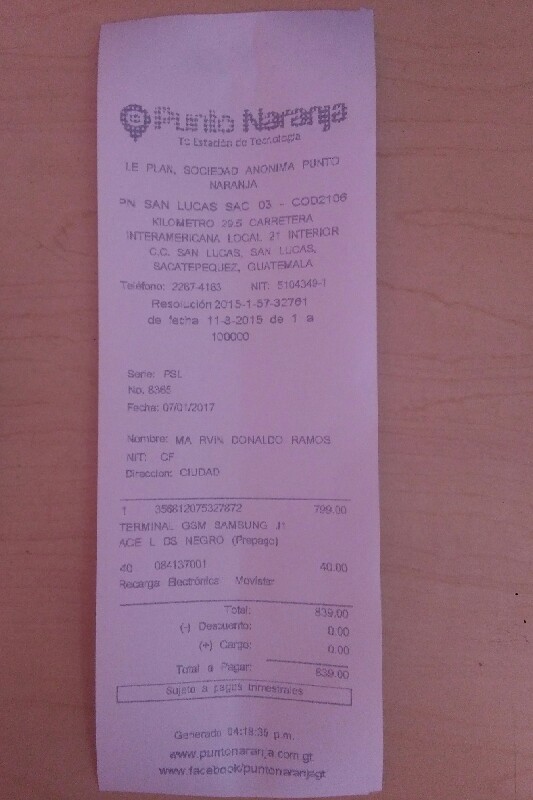 Punto Naranja
Tu Estación de Tecnología
LE PLAN, SOCIEDAD ANONIMA PUNTO
NARANJA
PN SAN LUCAS SAC 03 - COD2106
KILOMETRO 29.5 CARRETERA
INTERAMERICANA LOCAL 21 INTERIOR
C.C. SAN LUCAS, SAN LUCAS,
SACATEPEQUEZ, GUATEMALA
Teléfono: 2267-4163 NIT: 5104349-1
Resolución 2015-1-57-32761
de fecha 11-8-2015 de 1 a
100000
Serie: PSL
No. 8365
Fecha: 07/01/2017
Nombre: MA RVIN DONALDO RAMOS
NIT: CF
Direccion: CIUDAD
1 356812075327872 799.00
TERMINAL GSM SAMSUNG J1
ACE L DS NEGRO (Prepago)
40 084137001 40.00
Recarga Electrónica Movistar
Total: 839.00
(-) Descuento: 0.00
(+) Cargo: 0.00
Total a Pagar: 839.00
Sujeto a pagos trimestrales
Generado 04:18:35 p.m.
www.puntonaranja.com.gt
www.facebook/puntonaranjagt